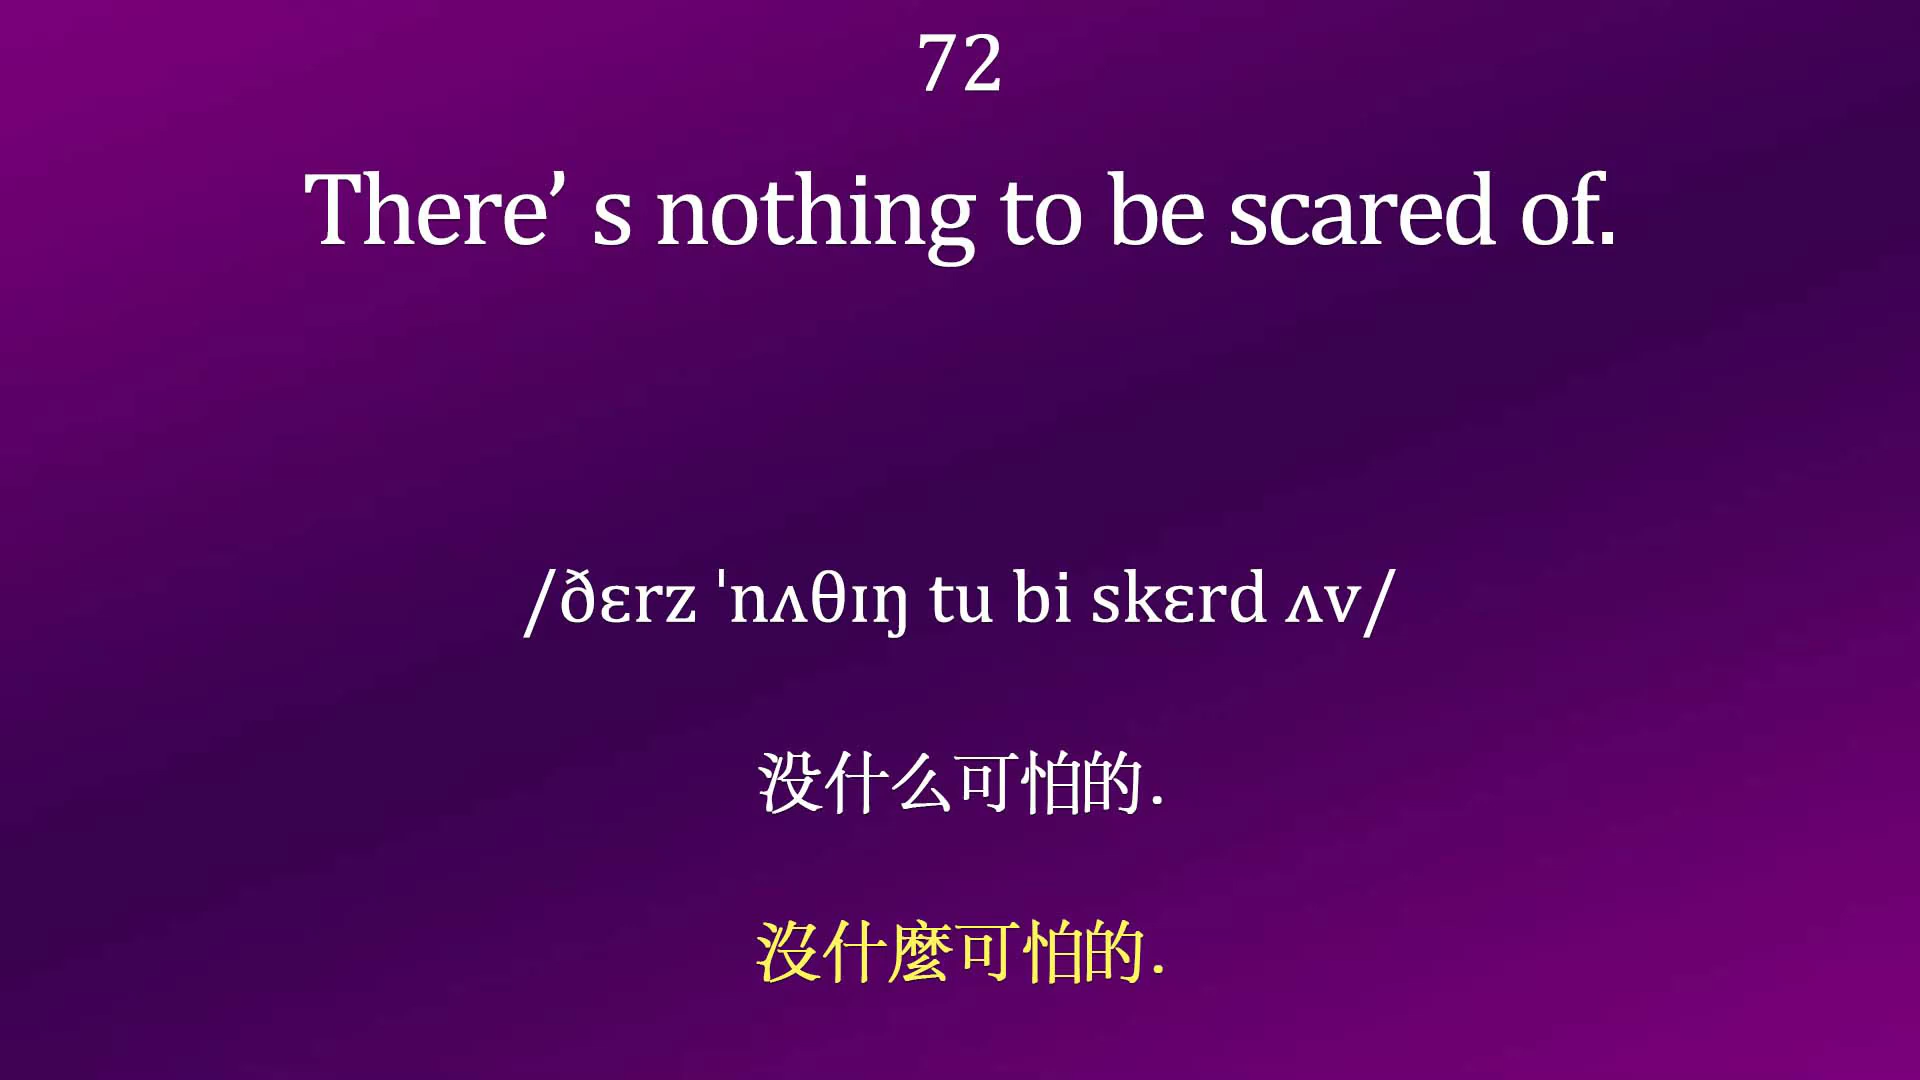 72
There’ s nothing to be scared of.
/ðɛrz ˈnʌθɪŋ tu bi skɛrd ʌv/
没什么可怕的.
沒什麼可怕的.